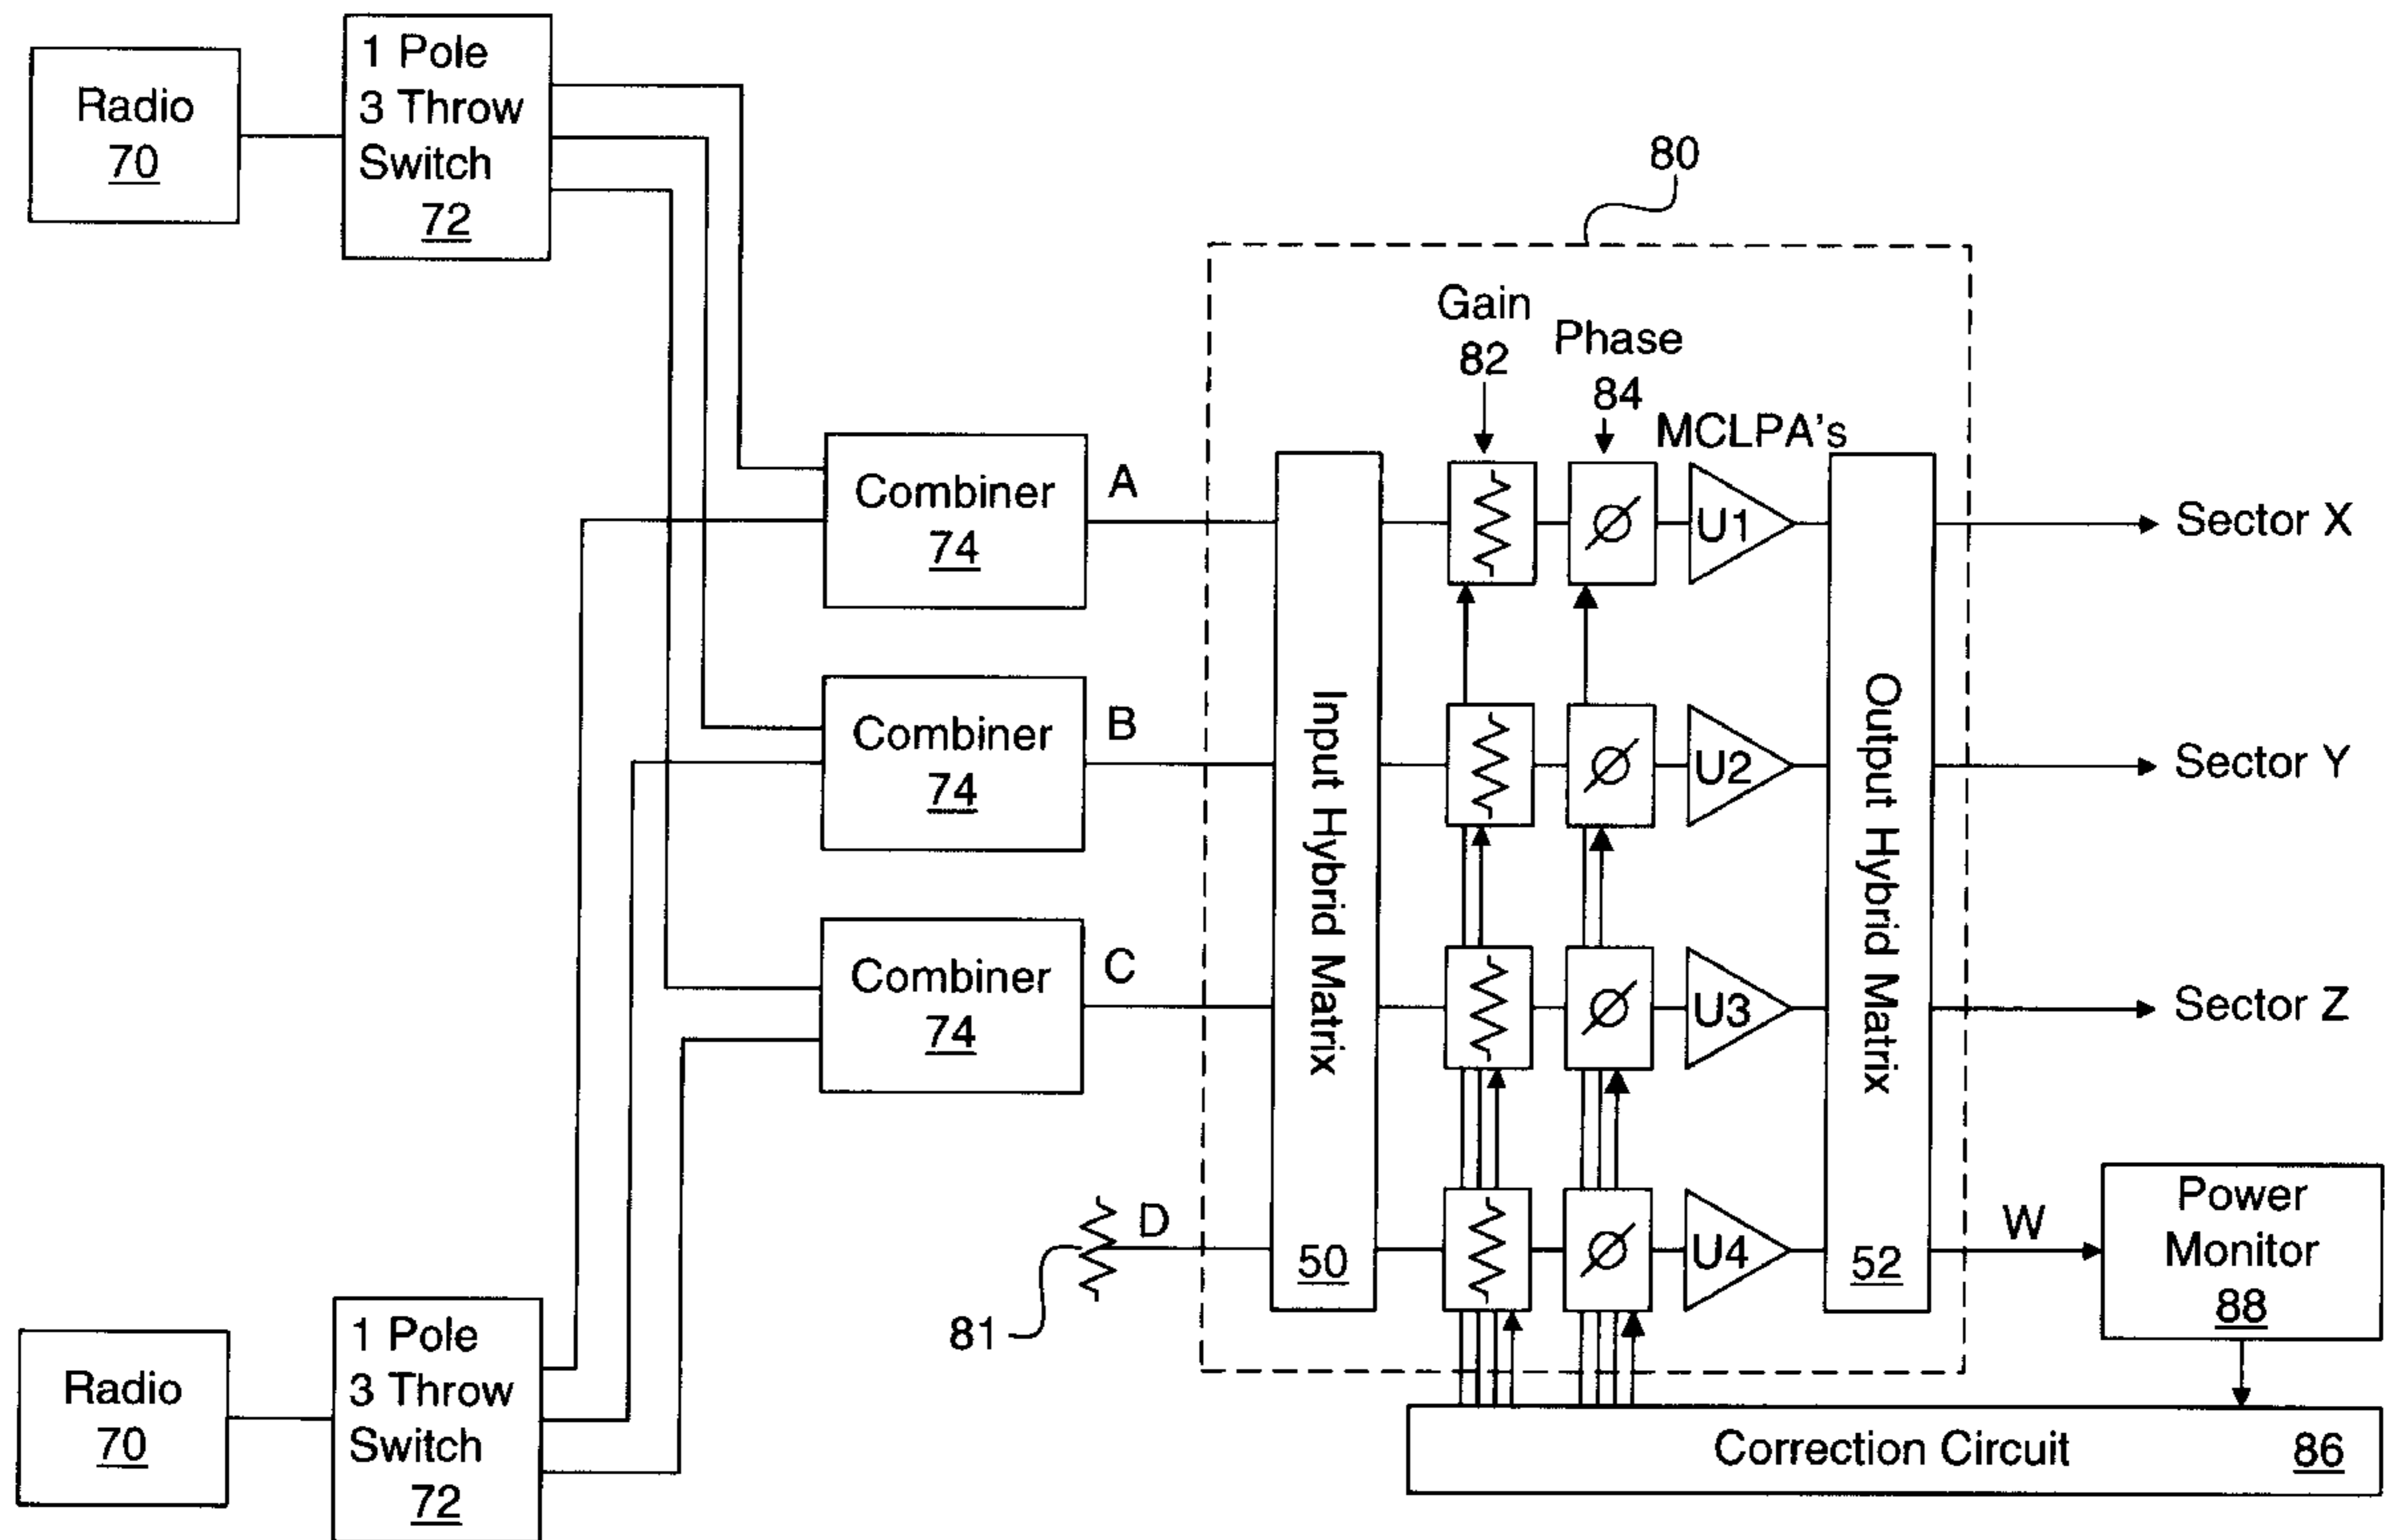 Radio
70
1 Pole
3 Throw
Switch
72
80
Gain
82
Phase
84
MCLPA's
Combiner
74
A
U1
Sector X
Combiner
74
B
U2
Sector Y
Combiner
74
C
U3
Sector Z
Input Hybrid Matrix
50
Output Hybrid Matrix
52
D
81
U4
W
Power
Monitor
88
Radio
70
1 Pole
3 Throw
Switch
72
Correction Circuit
86